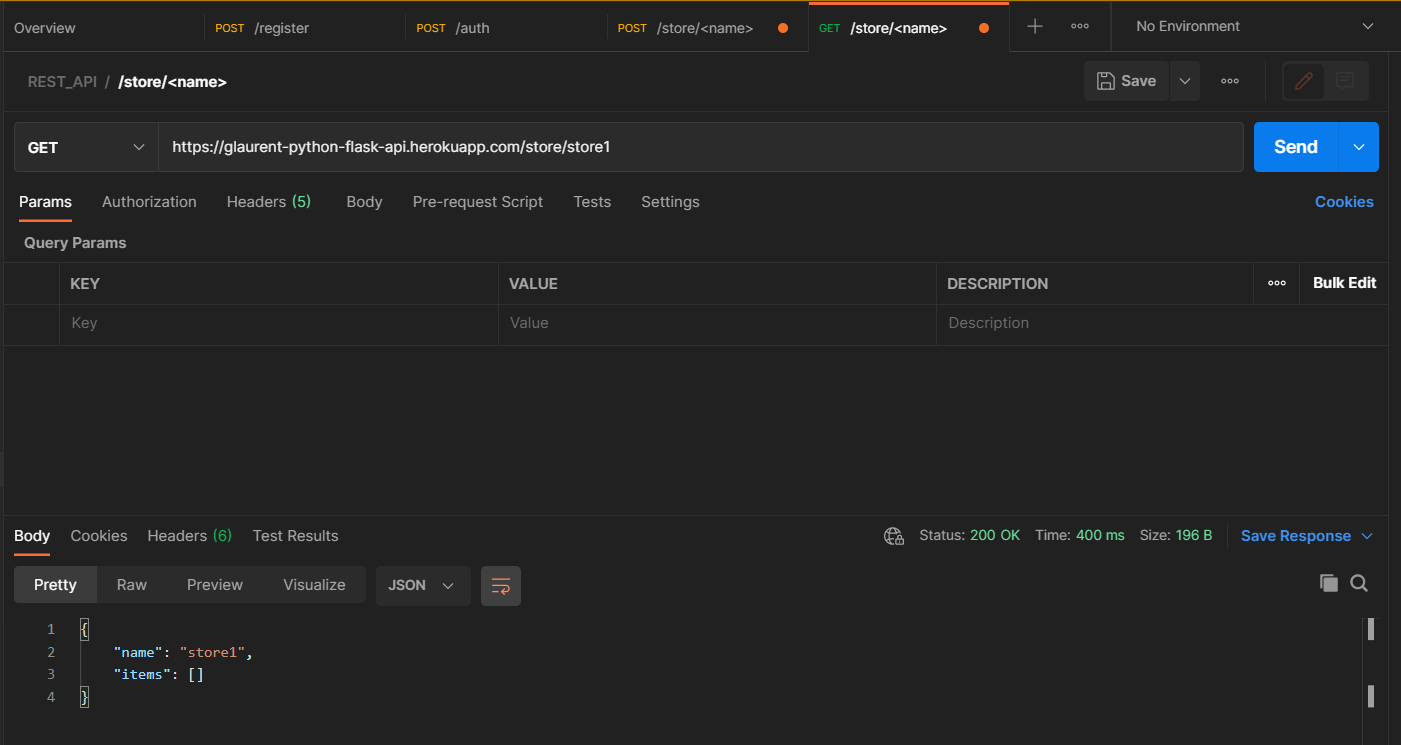 Overview POST /register POST /auth POST /store/<name> GET /store/<name> No Environment
REST_API / /store/<name> Save
GET https://glaurent-python-flask-api.herokuapp.com/store/store1 Send
Params Authorization Headers (5) Body Pre-request Script Tests Settings Cookies
Query Params
KEY VALUE DESCRIPTION Bulk Edit
Key Value Description
Body Cookies Headers (6) Test Results Status: 200 OK Time: 400 ms Size: 196 B Save Response
Pretty Raw Preview Visualize JSON
1 {
2 "name": "store1",
3 "items": []
4 }